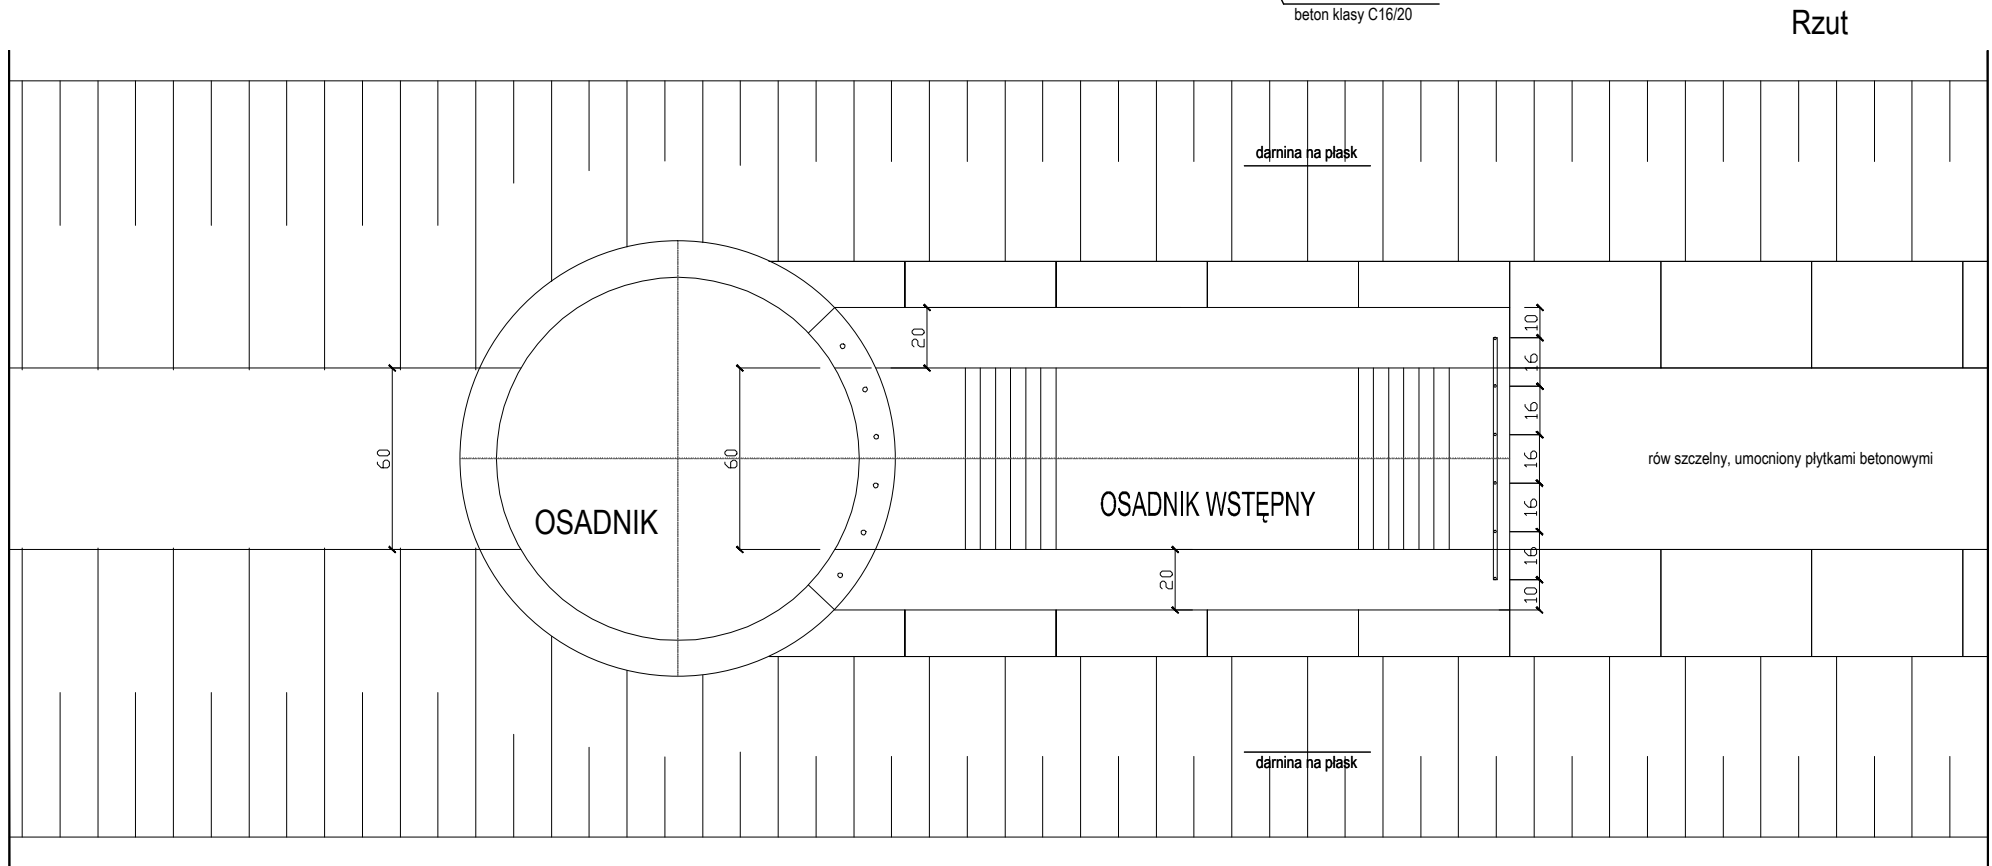 beton klasy C16/20
Rzut
darnina na płask
20
10
16
16
16
16
16
10
60
60
rów szczelny, umocniony płytkami betonowymi
OSADNIK
OSADNIK WSTĘPNY
20
darnina na płask